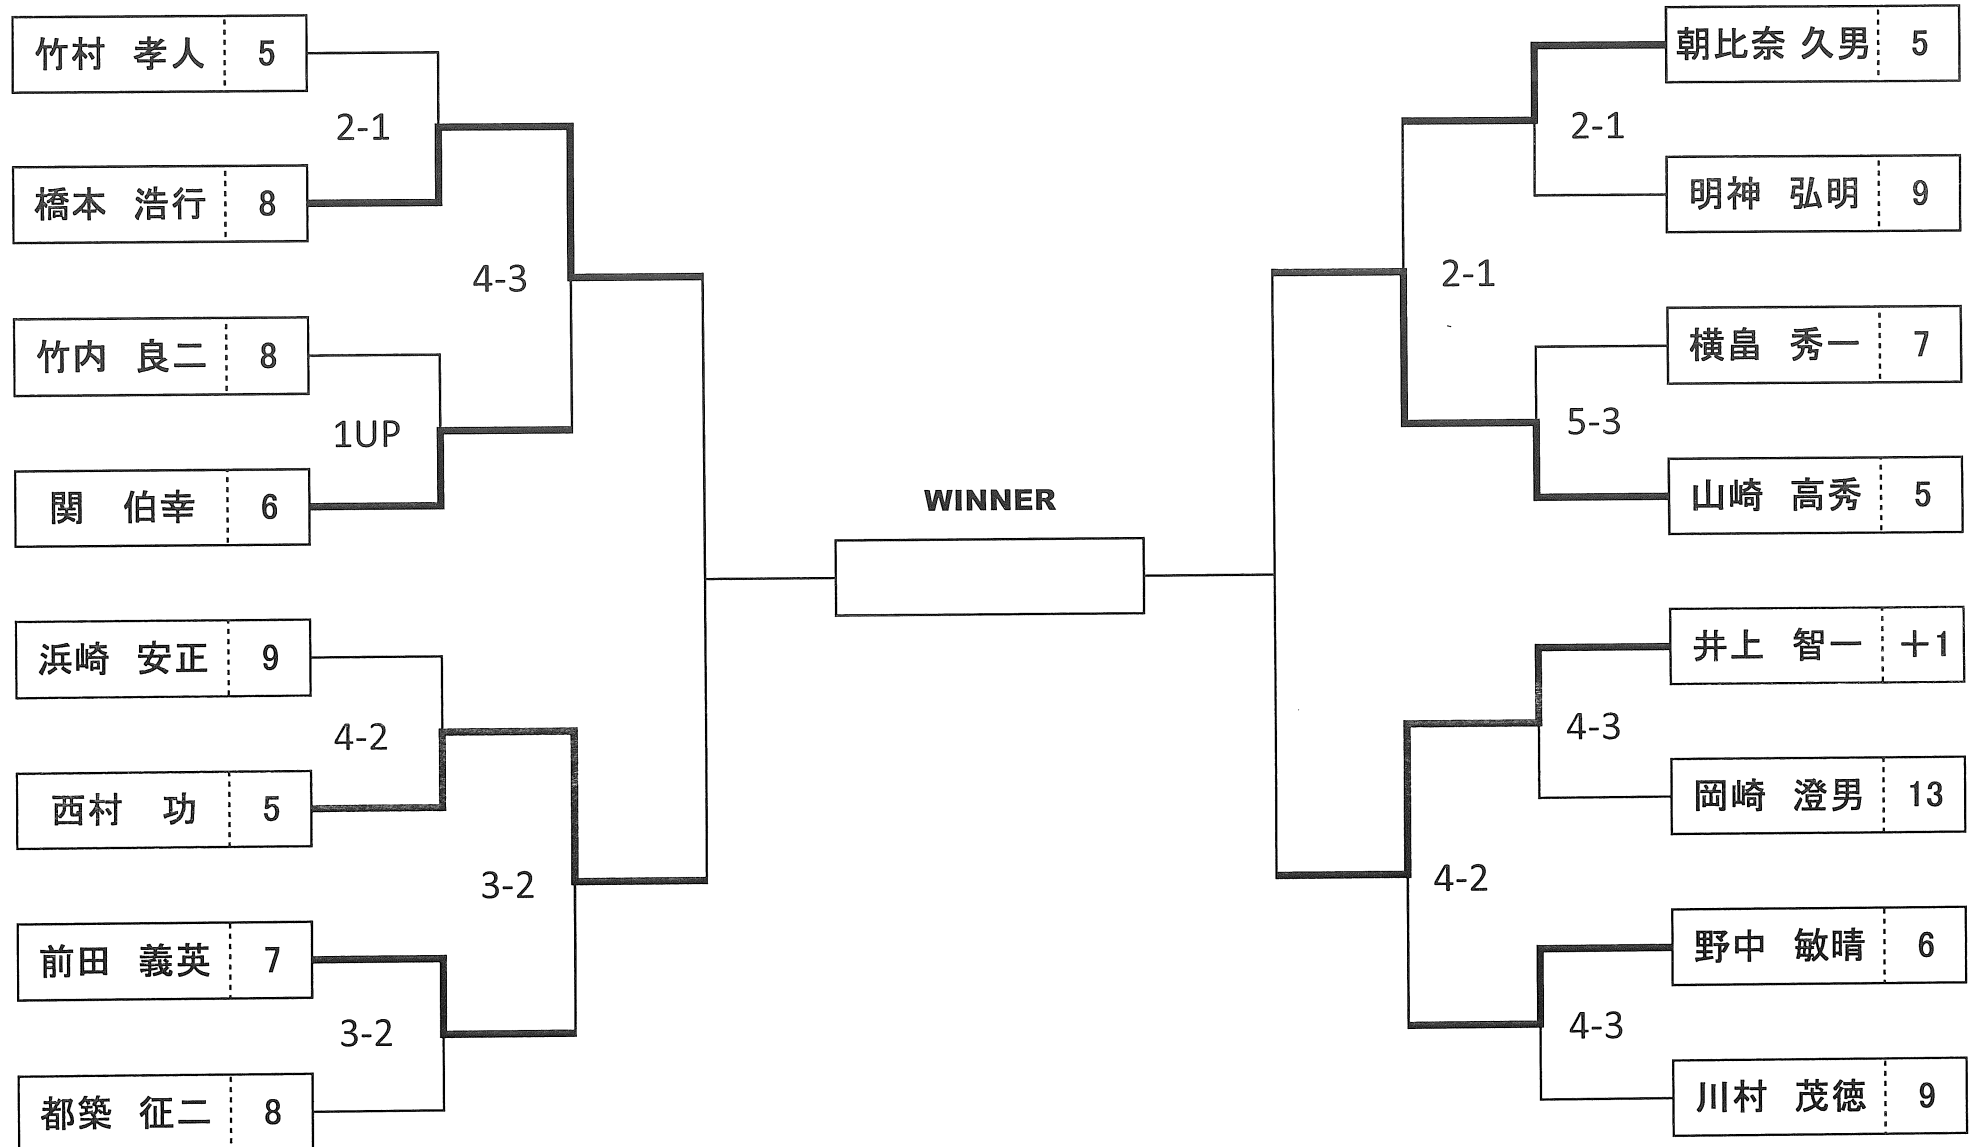 竹村 孝人 5
2-1
橋本 浩行 8
4-3
竹内 良二 8
1UP
関 伯幸 6
浜崎 安正 9
4-2
西村 功 5
3-2
前田 義英 7
3-2
都築 征二 8
WINNER
朝比奈 久男 5
2-1
明神 弘明 9
2-1
横畠 秀一 7
5-3
山崎 高秀 5
井上 智一 +1
4-3
岡崎 澄男 13
4-2
野中 敏晴 6
4-3
川村 茂徳 9